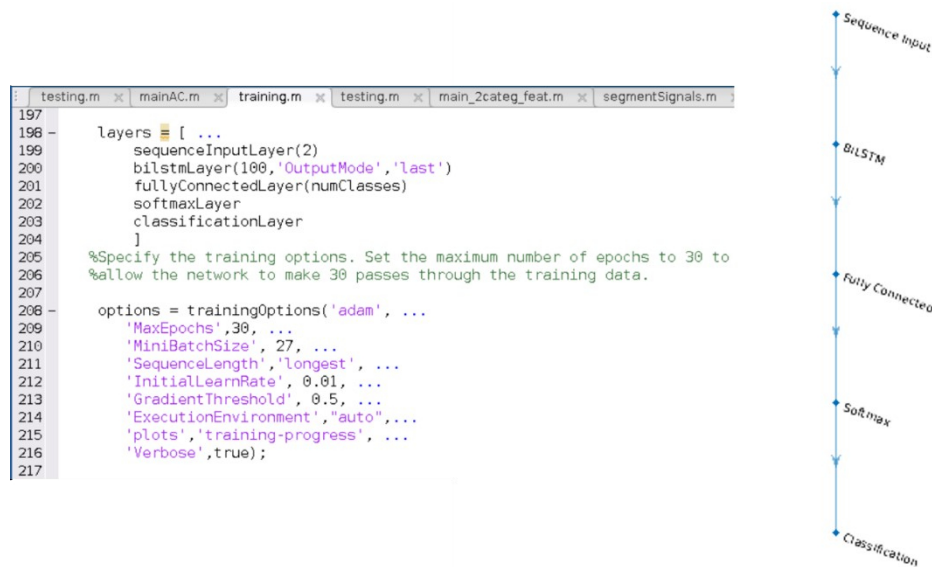 testing.m × mainAC.m × training.m × testing.m × main_2categ_feat.m × segmentSignals.m
197
198 – layers = [ ...
199 sequenceInputLayer(2)
200 bilstmLayer(100,'OutputMode','last')
201 fullyConnectedLayer(numClasses)
202 softmaxLayer
203 classificationLayer
204 ]
205 %Specify the training options. Set the maximum number of epochs to 30 to
206 %allow the network to make 30 passes through the training data.
207
208 – options = trainingOptions('adam', ...
209 'MaxEpochs',30, ...
210 'MiniBatchSize', 27, ...
211 'SequenceLength','longest', ...
212 'InitialLearnRate', 0.01, ...
213 'GradientThreshold', 0.5, ...
214 'ExecutionEnvironment',"auto",...
215 'plots','training-progress', ...
216 'Verbose',true);
217
Sequence Input
BiLSTM
Fully Connected
Softmax
Classification